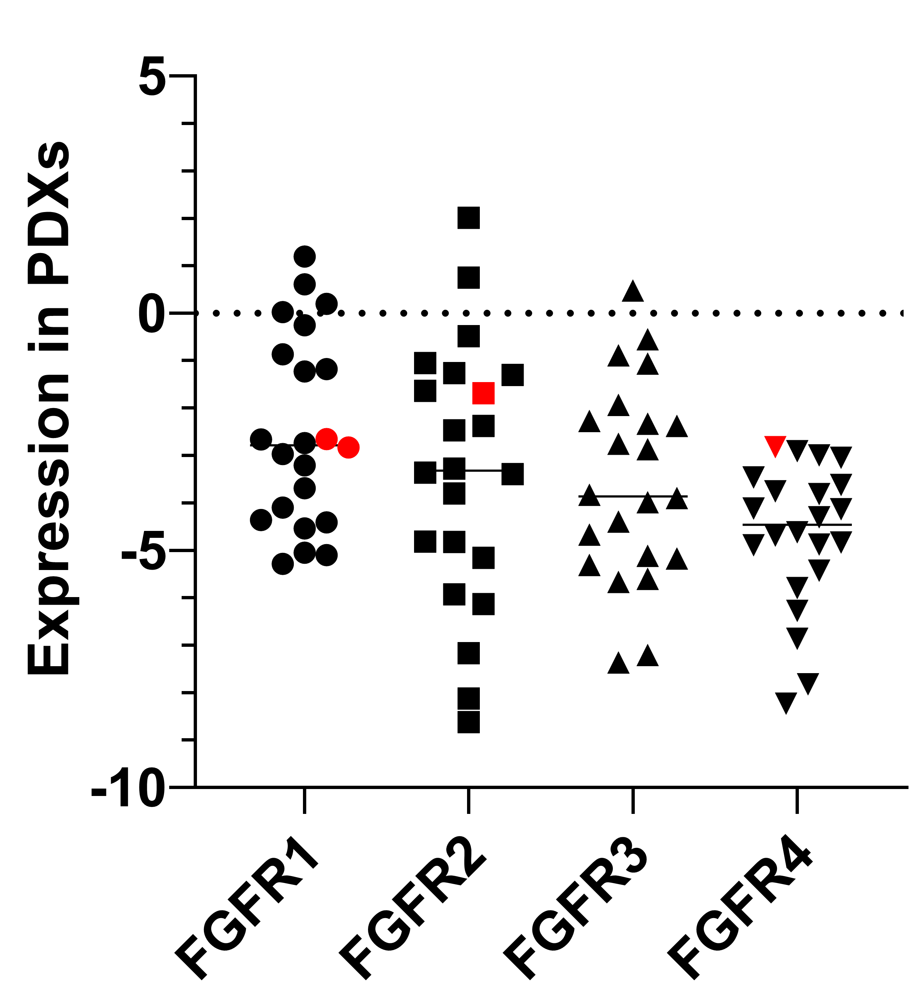 Expression in PDXs
5
0
-5
-10
FGFR1
FGFR2
FGFR3
FGFR4